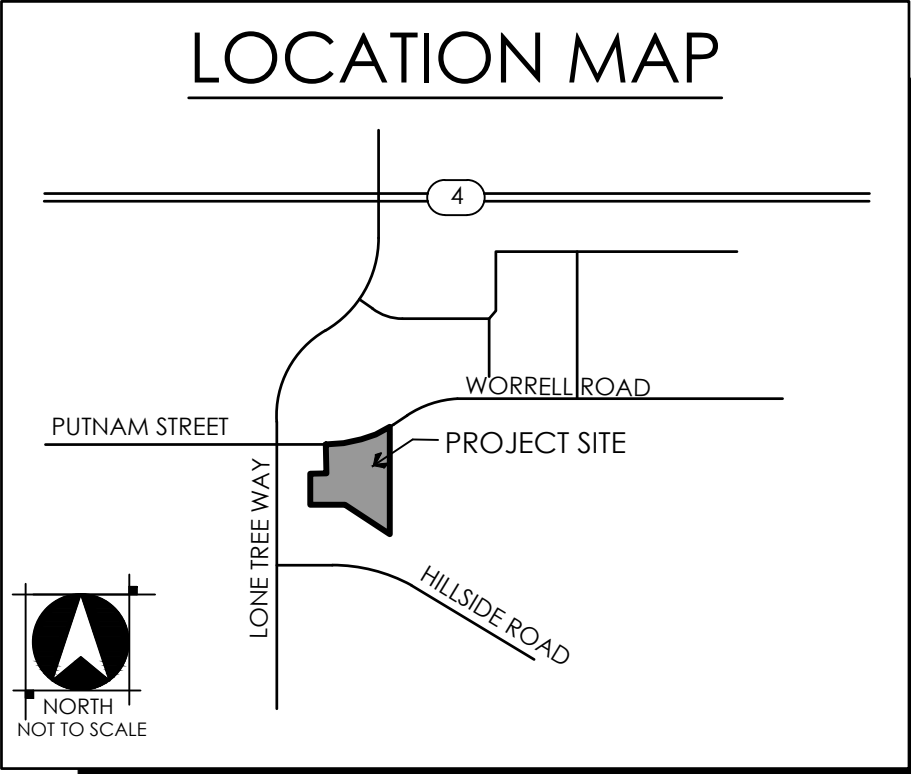 LOCATION MAP
4
WORRELL ROAD
PUTNAM STREET
PROJECT SITE
LONE TREE WAY
HILLSIDE ROAD
NORTH
NOT TO SCALE